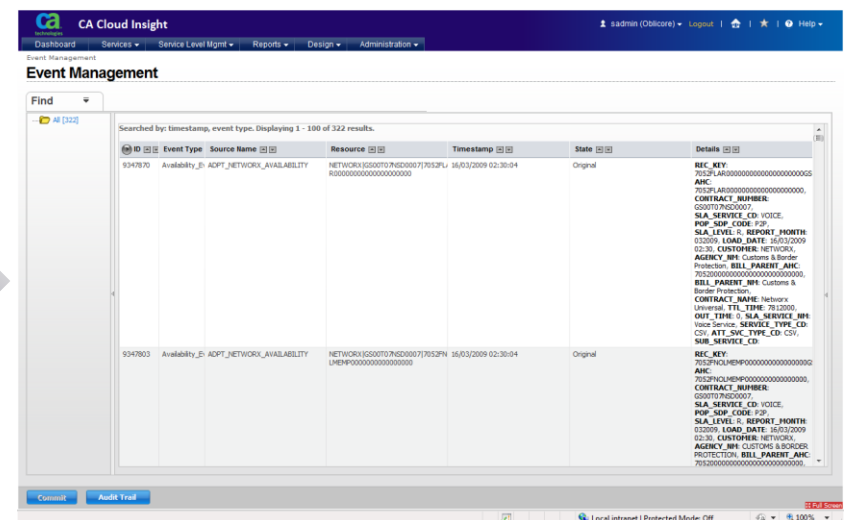 ca
technologies
CA Cloud Insight
sadmin (Oblicore) Logout | | | Help
Dashboard Services Service Level Mgmt Reports Design Administration
Event Management
Event Management
Find
All [322]
Searched by: timestamp, event type. Displaying 1 - 100 of 322 results.
ID Event Type Source Name Resource Timestamp State Details
9347870 Availability_E ADPT_NETWORX_AVAILABILITY NETWORX|GS00T07NSD0007|7052FL 16/03/2009 02:30:04 Original REC_KEY:
AHC:
CONTRACT_NUMBER:
GS00T07NSD0007,
SLA_SERVICE_CD: VOICE,
POP_SDP_CODE: P2P,
SLA_LEVEL: R, REPORT_MONTH:
032009, LOAD_DATE: 16/03/2009
02:30, CUSTOMER: NETWORX,
AGENCY_NM: Customs & Border
Protection, BILL_PARENT_AHC:
BILL_PARENT_NM: Customs &
Border Protection,
CONTRACT_NAME: Networx
Universal, TTL_TIME: 7812000,
OUT_TIME: 0, SLA_SERVICE_NM:
Voice Service, SERVICE_TYPE_CD:
CSV, ATT_SVC_TYPE_CD: CSV,
SUB_SERVICE_CD:
9347803 Availability_E ADPT_NETWORX_AVAILABILITY NETWORX|GS00T07NSD0007|7052FN 16/03/2009 02:30:04 Original REC_KEY:
AHC:
CONTRACT_NUMBER:
GS00T07NSD0007,
SLA_SERVICE_CD: VOICE,
POP_SDP_CODE: P2P,
SLA_LEVEL: R, REPORT_MONTH:
032009, LOAD_DATE: 16/03/2009
02:30, CUSTOMER: NETWORX,
AGENCY_NM: CUSTOMS & BORDER
PROTECTION, BILL_PARENT_AHC:
Commit Audit Trail
Full Screen
Local intranet | Protected Mode: Off 100%